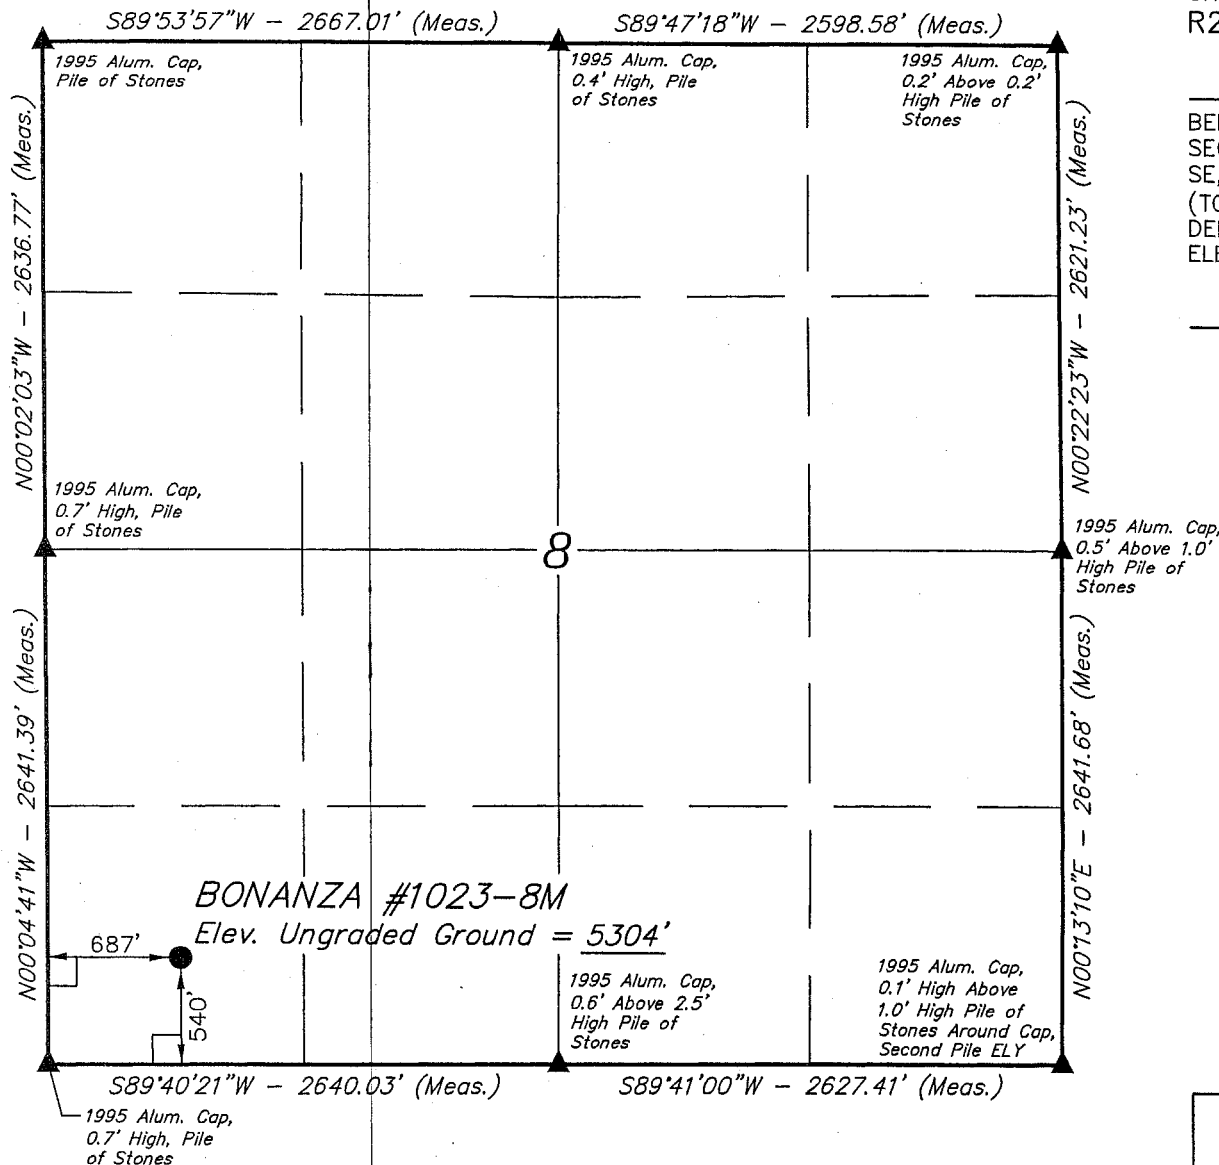 S89°53'57"W - 2667.01' (Meas.)
S89°47'18"W - 2598.58' (Meas.)
R2
1995 Alum. Cap,
Pile of Stones
1995 Alum. Cap,
0.4' High, Pile
of Stones
1995 Alum. Cap,
0.2' Above 0.2'
High Pile of
Stones
N00°02'03"W - 2636.77' (Meas.)
N00°22'23"W - 2621.23' (Meas.)
SE,
(TO
1995 Alum. Cap,
0.7' High, Pile
of Stones
8
1995 Alum. Cap,
0.5' Above 1.0'
High Pile of
Stones
N00°04'41"W - 2641.39' (Meas.)
N00°13'10"E - 2641.68' (Meas.)
BONANZA #1023-8M
Elev. Ungraded Ground = 5304'
687'
540'
1995 Alum. Cap,
0.6' Above 2.5'
High Pile of
Stones
1995 Alum. Cap,
0.1' High Above
1.0' High Pile of
Stones Around Cap,
Second Pile ELY
S89°40'21"W - 2640.03' (Meas.)
S89°41'00"W - 2627.41' (Meas.)
1995 Alum. Cap,
0.7' High, Pile
of Stones